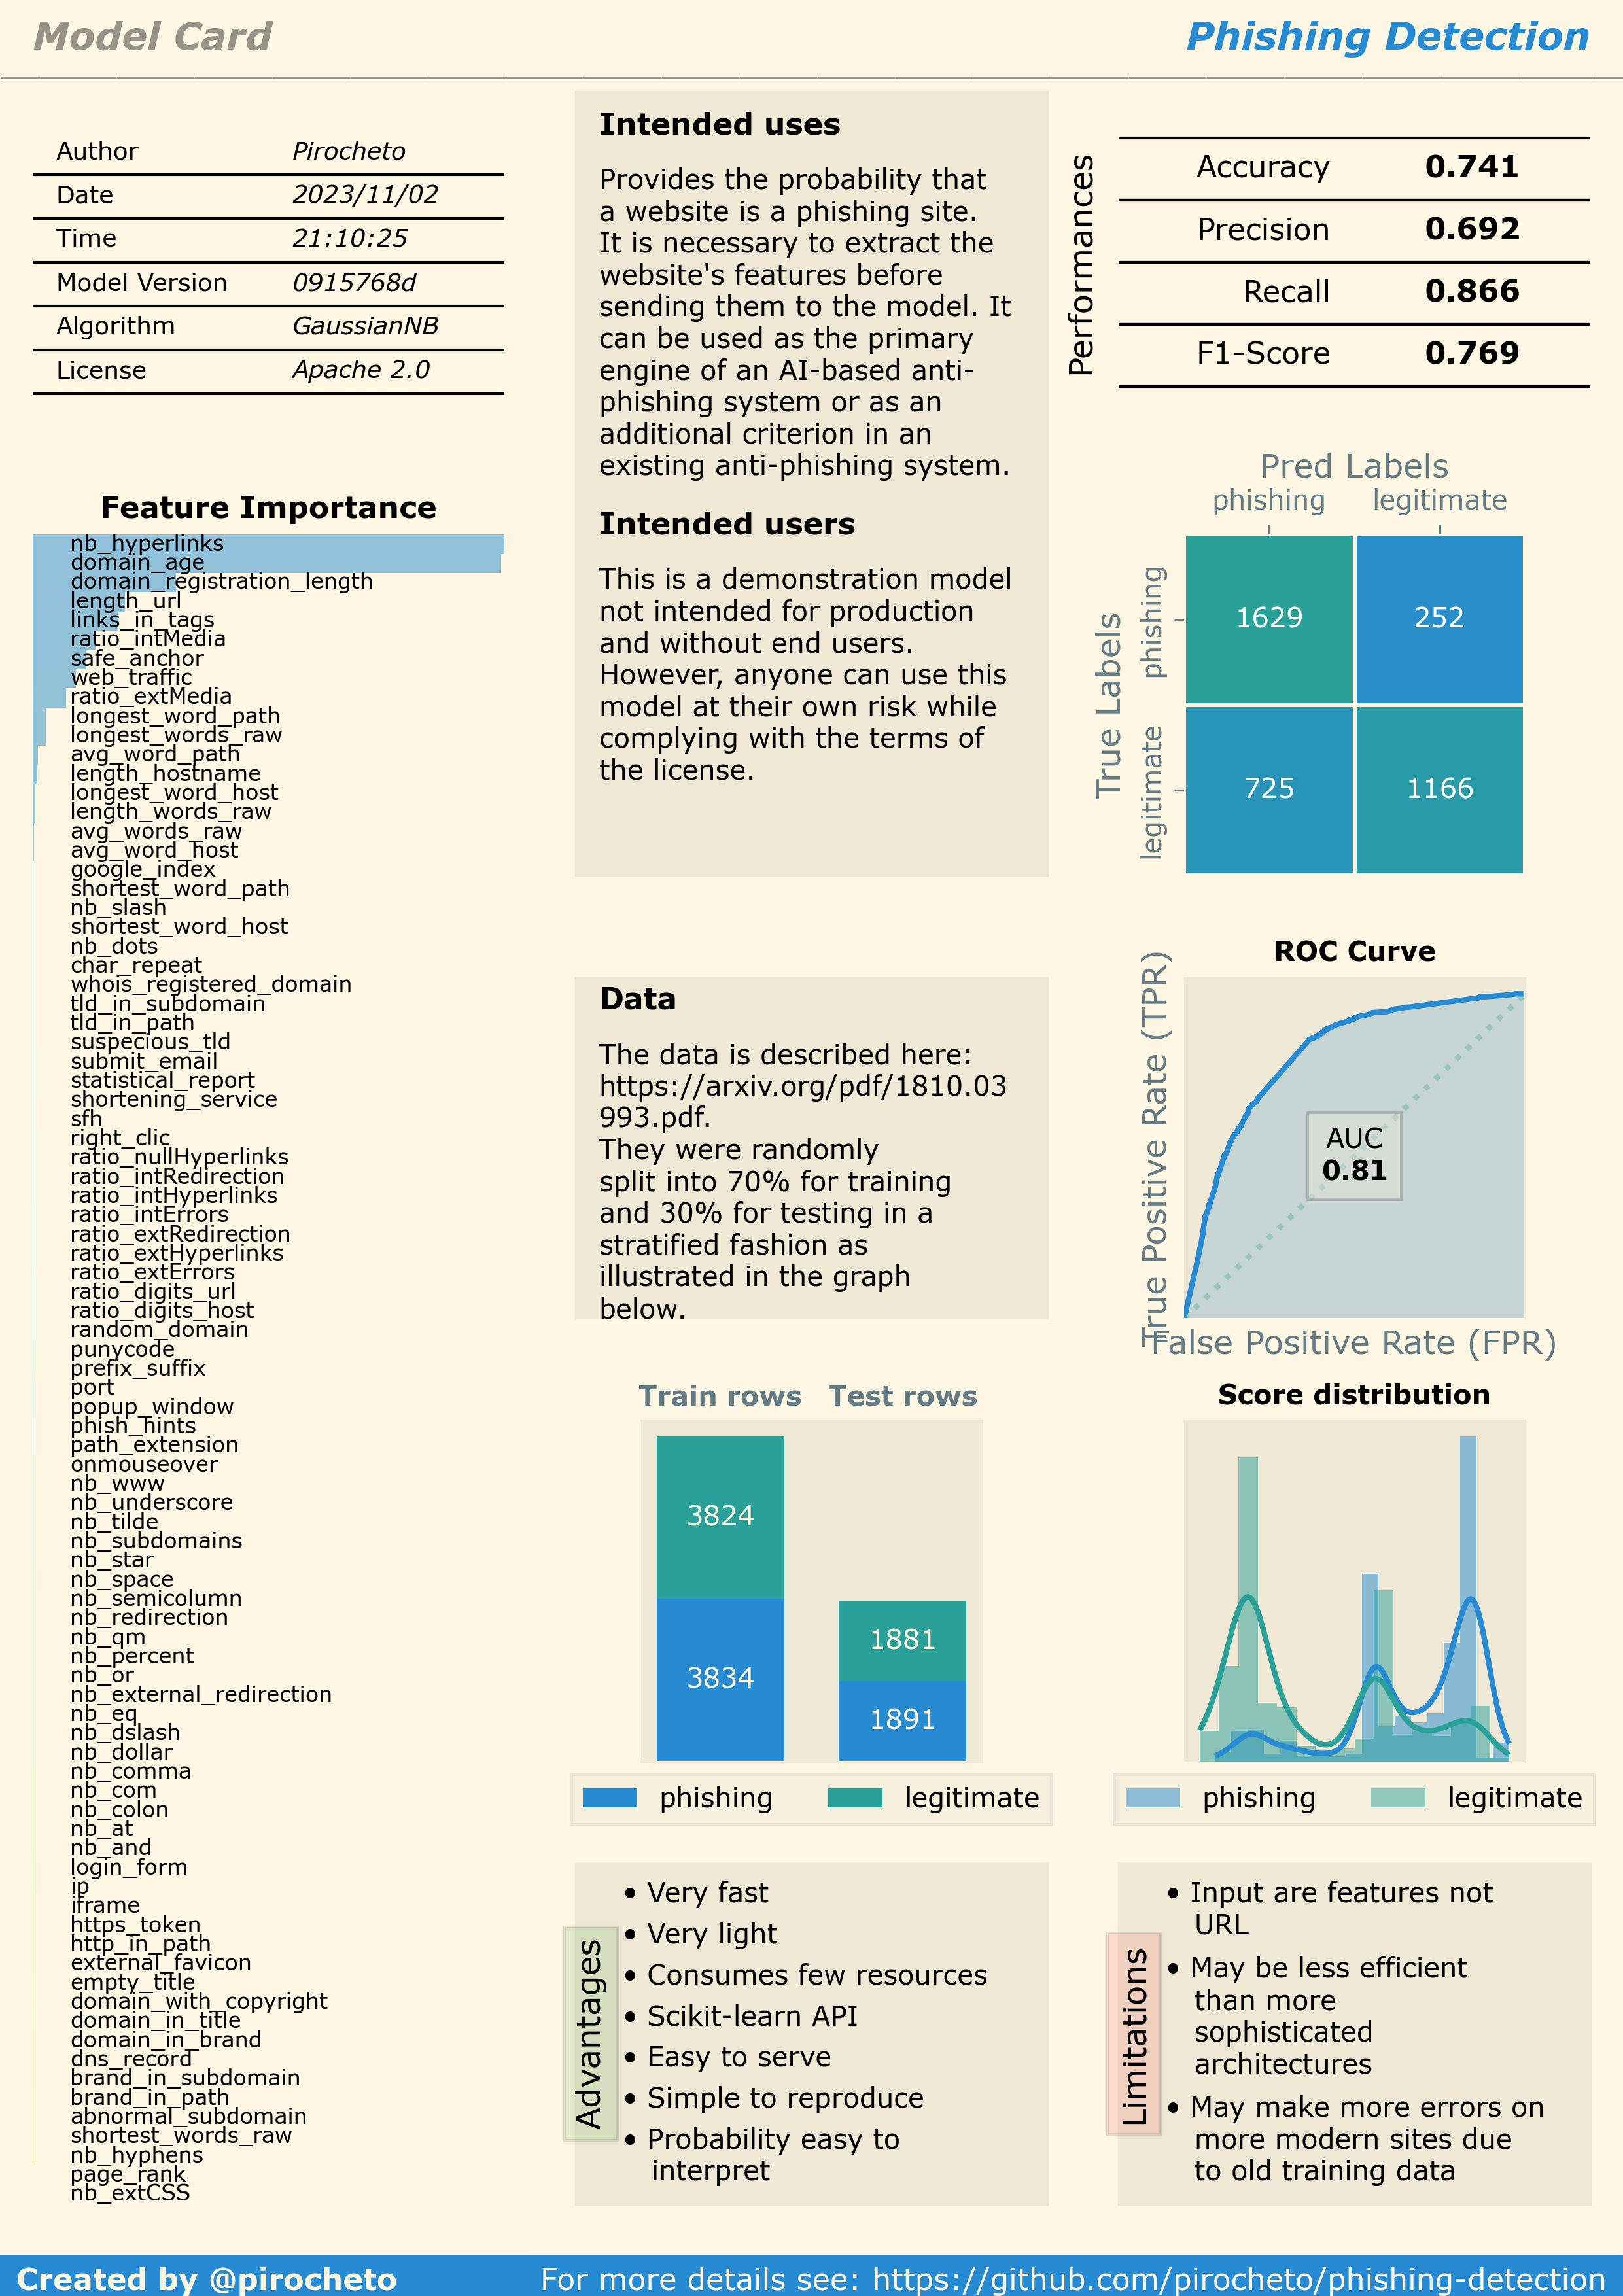 Model Card
Phishing Detection
Author Pirocheto
Date 2023/11/02
Time 21:10:25
Model Version 0915768d
Algorithm GaussianNB
License Apache 2.0
Feature Importance
nb_hyperlinks
domain_age
domain_registration_length
length_url
links_in_tags
ratio_intMedia
safe_anchor
web_traffic
ratio_extMedia
longest_word_path
longest_words_raw
avg_word_path
length_hostname
longest_word_host
length_words_raw
avg_words_raw
avg_word_host
google_index
shortest_word_path
nb_slash
shortest_word_host
nb_dots
char_repeat
whois_registered_domain
tld_in_subdomain
tld_in_path
suspecious_tld
submit_email
statistical_report
shortening_service
sfh
right_clic
ratio_nullHyperlinks
ratio_intRedirection
ratio_intHyperlinks
ratio_intErrors
ratio_extRedirection
ratio_extHyperlinks
ratio_extErrors
ratio_digits_url
ratio_digits_host
random_domain
punycode
prefix_suffix
port
popup_window
phish_hints
path_extension
onmouseover
nb_www
nb_underscore
nb_tilde
nb_subdomains
nb_star
nb_space
nb_semicolumn
nb_redirection
nb_qm
nb_percent
nb_or
nb_external_redirection
nb_eq
nb_dslash
nb_dollar
nb_comma
nb_com
nb_colon
nb_at
nb_and
login_form
ip
iframe
https_token
http_in_path
external_favicon
empty_title
domain_with_copyright
domain_in_title
domain_in_brand
dns_record
brand_in_subdomain
brand_in_path
abnormal_subdomain
shortest_words_raw
nb_hyphens
page_rank
nb_extCSS
Intended uses
Provides the probability that
a website is a phishing site.
It is necessary to extract the
website's features before
sending them to the model. It
can be used as the primary
engine of an AI-based anti-
phishing system or as an
additional criterion in an
existing anti-phishing system.
Intended users
This is a demonstration model
not intended for production
and without end users.
However, anyone can use this
model at their own risk while
complying with the terms of
the license.
Data
The data is described here:
https://arxiv.org/pdf/1810.03
993.pdf.
They were randomly
split into 70% for training
and 30% for testing in a
stratified fashion as
illustrated in the graph
below.
Train rows Test rows
3824
3834
1881
1891
phishing legitimate
Advantages
• Very fast
• Very light
• Consumes few resources
• Scikit-learn API
• Easy to serve
• Simple to reproduce
• Probability easy to
interpret
Performances
Accuracy 0.741
Precision 0.692
Recall 0.866
F1-Score 0.769
Pred Labels
phishing legitimate
True Labels
phishing
legitimate
1629 252
725 1166
ROC Curve
True Positive Rate (TPR)
AUC
0.81
False Positive Rate (FPR)
Score distribution
phishing legitimate
Limitations
• Input are features not
URL
• May be less efficient
than more
sophisticated
architectures
• May make more errors on
more modern sites due
to old training data
Created by @pirocheto
For more details see: https://github.com/pirocheto/phishing-detection